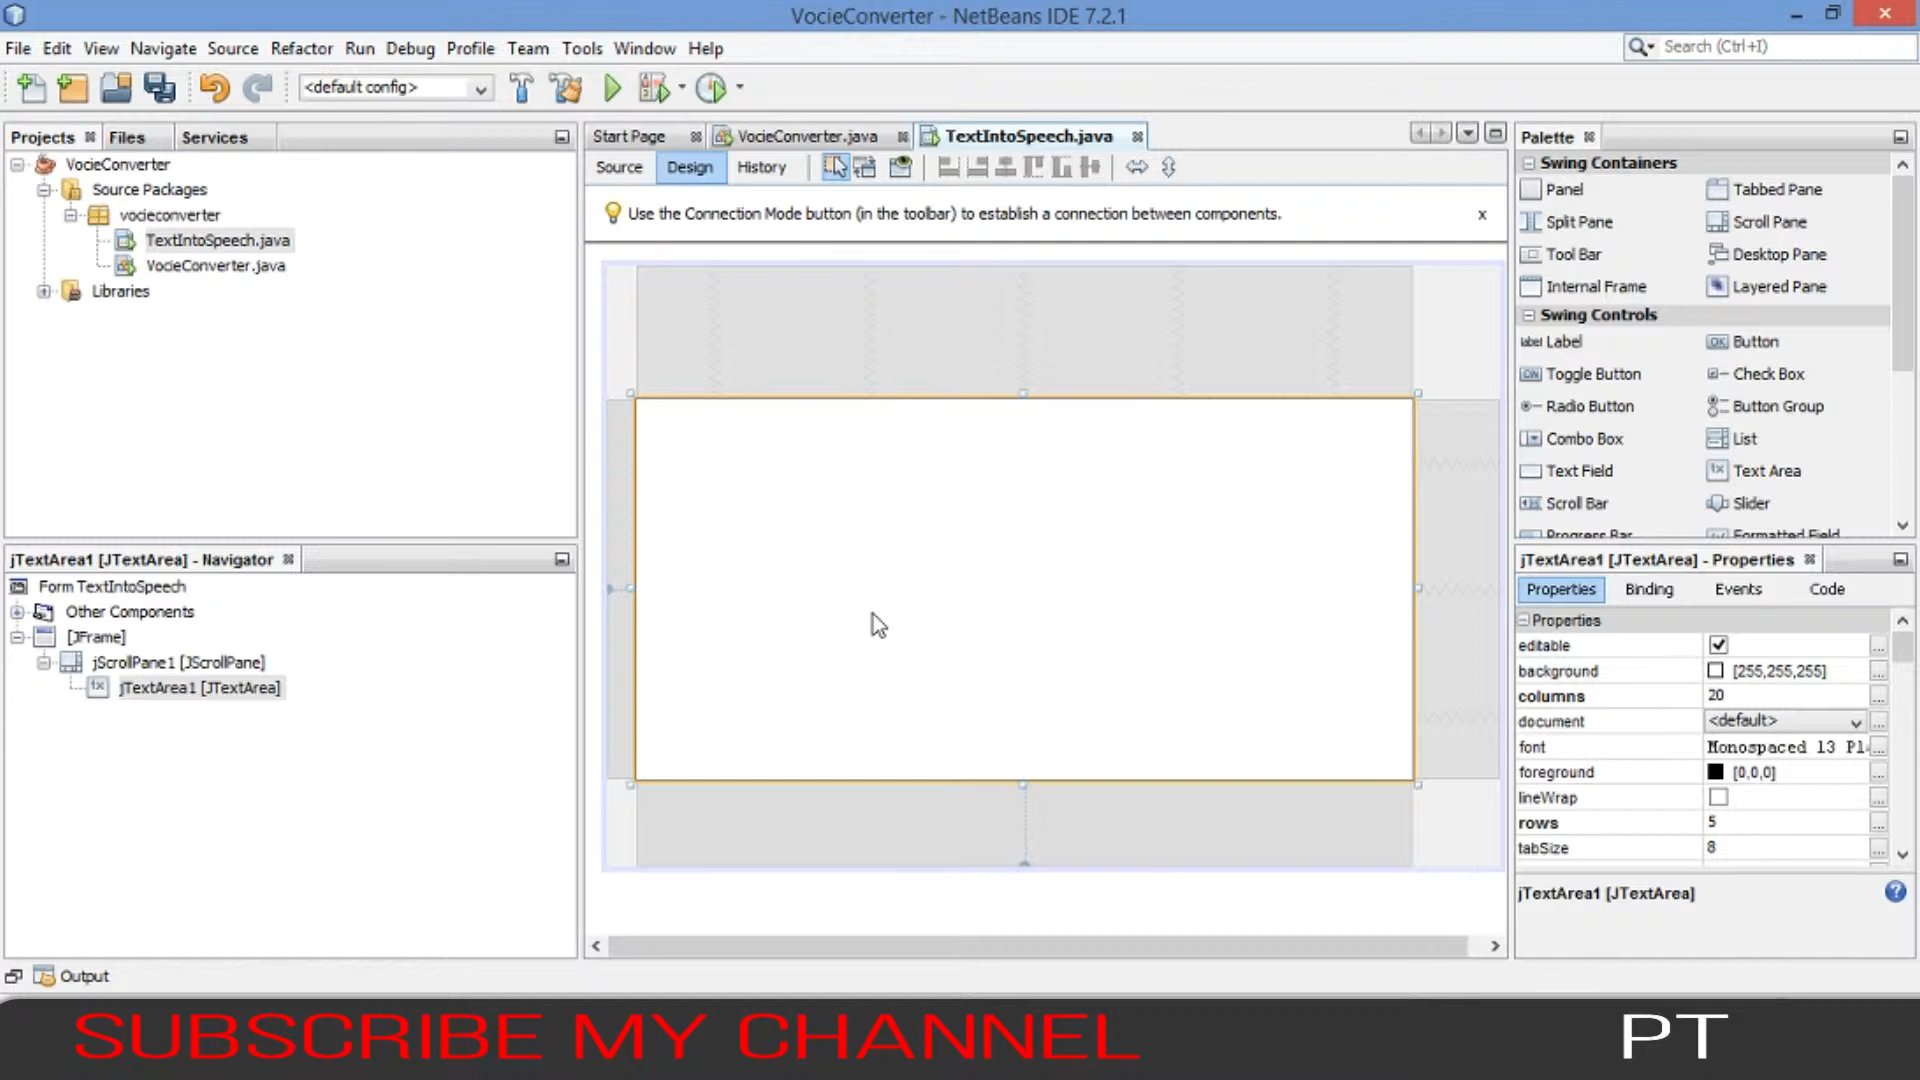 VocieConverter - NetBeans IDE 7.2.1
File Edit View Navigate Source Refactor Run Debug Profile Team Tools Window Help
Search (Ctrl+I)
<default config>
Projects Files Services
VocieConverter
Source Packages
vocieconverter
TextIntoSpeech.java
VocieConverter.java
Libraries
jTextArea1 [JTextArea] - Navigator
Form TextIntoSpeech
Other Components
[JFrame]
jScrollPane1 [JScrollPane]
jTextArea1 [JTextArea]
Output
Start Page VocieConverter.java TextIntoSpeech.java
Source Design History
Use the Connection Mode button (in the toolbar) to establish a connection between components. x
Palette
Swing Containers
Panel Tabbed Pane
Split Pane Scroll Pane
Tool Bar Desktop Pane
Internal Frame Layered Pane
Swing Controls
label Label OK Button
ON Toggle Button Check Box
Radio Button Button Group
Combo Box List
Text Field Text Area
Scroll Bar Slider
Progress Bar Formatted Field
jTextArea1 [JTextArea] - Properties
Properties Binding Events Code
Properties
editable
background [255,255,255]
columns 20
document <default>
font Monospaced 13 Pl
foreground [0,0,0]
lineWrap
rows 5
tabSize 8
jTextArea1 [JTextArea]
SUBSCRIBE MY CHANNEL
PT